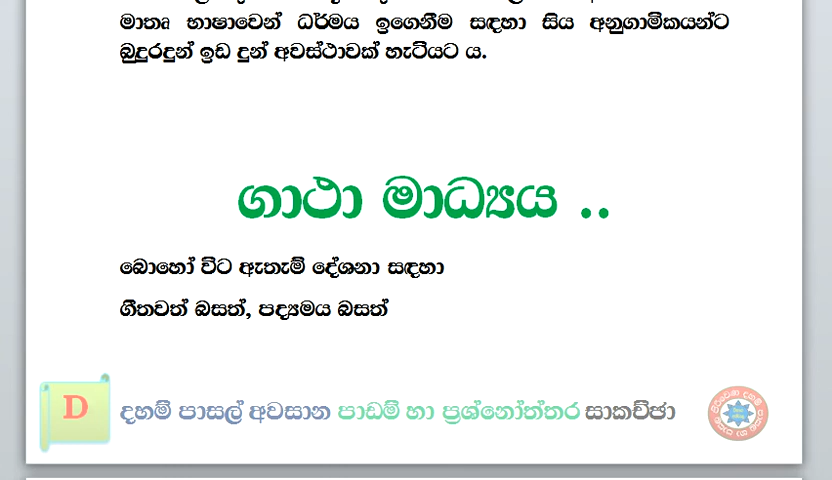 මාතෘ භාෂාවෙන් ධර්මය ඉගෙනීම සඳහා සිය අනුගාමිකයන්ට
බුදුරදුන් ඉඩ දුන් අවස්ථාවක් හැටියට ය.
ගාථා මාධ්‍යය ..
බොහෝ විට ඇතැම් දේශනා සඳහා
ගීතවත් බසත්, පද්‍යමය බසත්
D
දහම් පාසල් අවසාන පාඩම් හා ප්‍රශ්නෝත්තර සාකච්ඡා